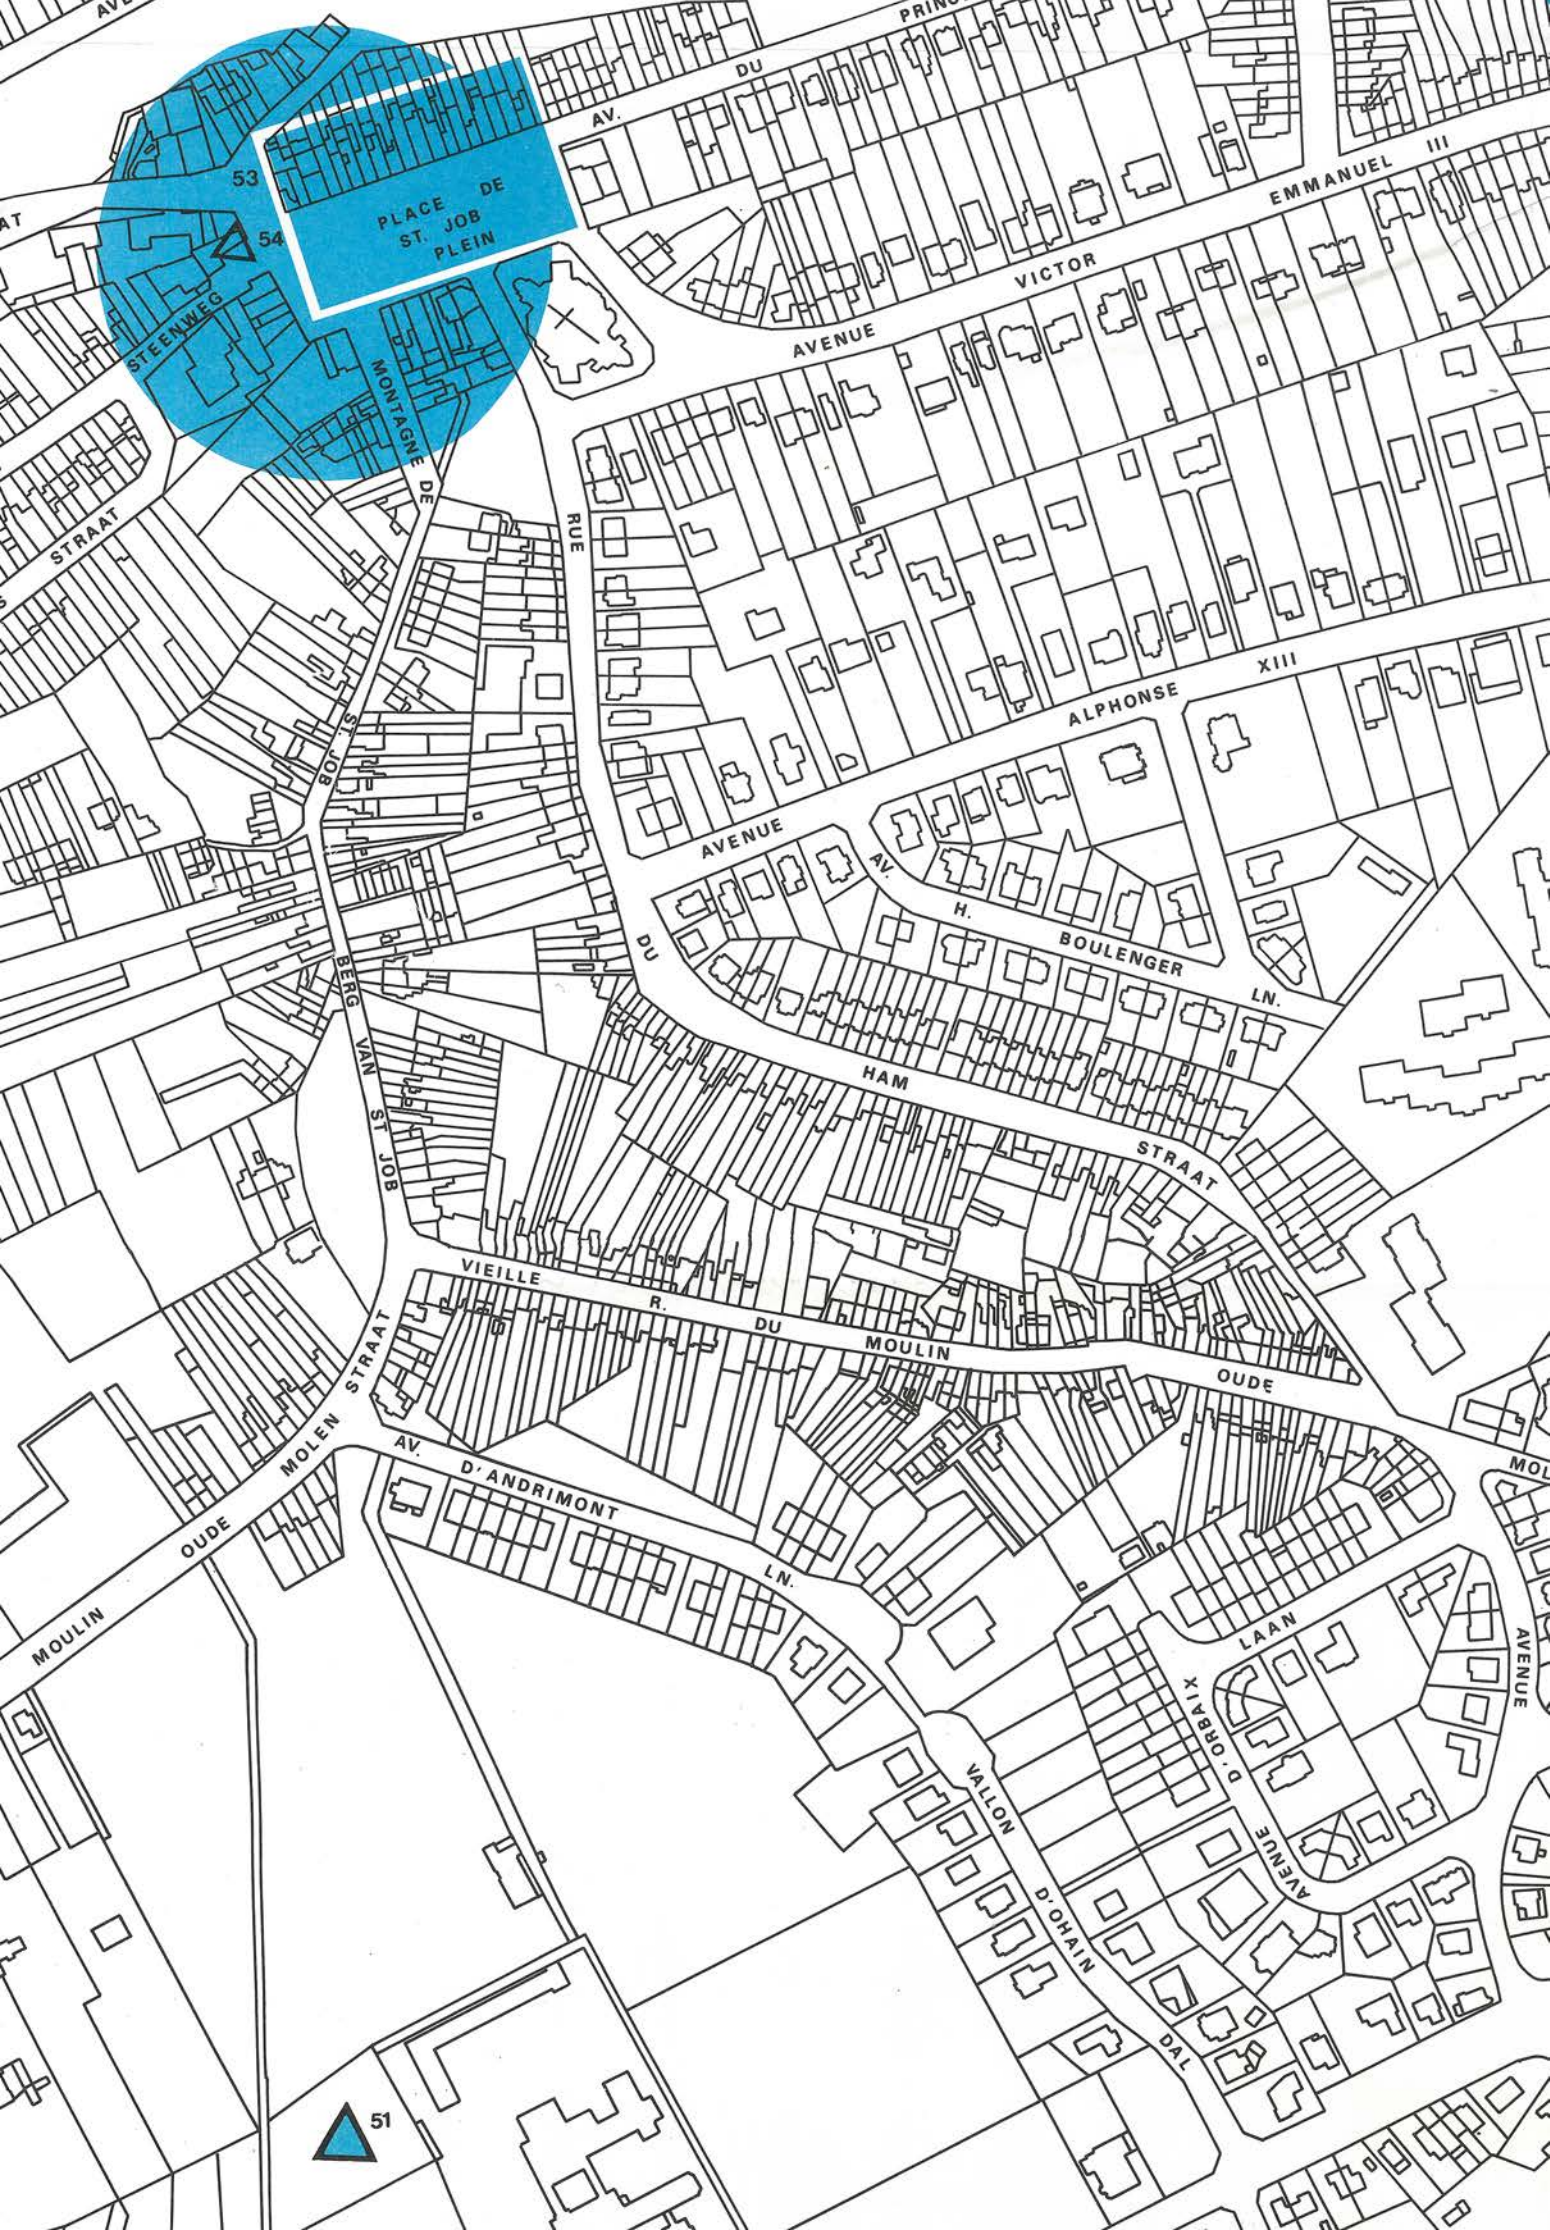 AV.
DU
PRINC
AVENUE
VICTOR
EMMANUEL
III
53
54
PLACE DE
ST. JOB
PLEIN
AT
STEENWEG
STRAAT
MONTAGNE
DE
ST. JOB
BERG
VAN
ST
JOB
RUE
DU
HAM
STRAAT
AVENUE
ALPHONSE
XIII
AV.
H.
BOULENGER
LN.
VIEILLE
R.
DU
MOULIN
OUDE
MOL
MOULIN
OUDE
MOLEN
STRAAT
AV.
D'ANDRIMONT
LN.
AVENUE
D'ORBAIX
LAAN
AVENUE
VALLON
D'OHAIN
DAL
51